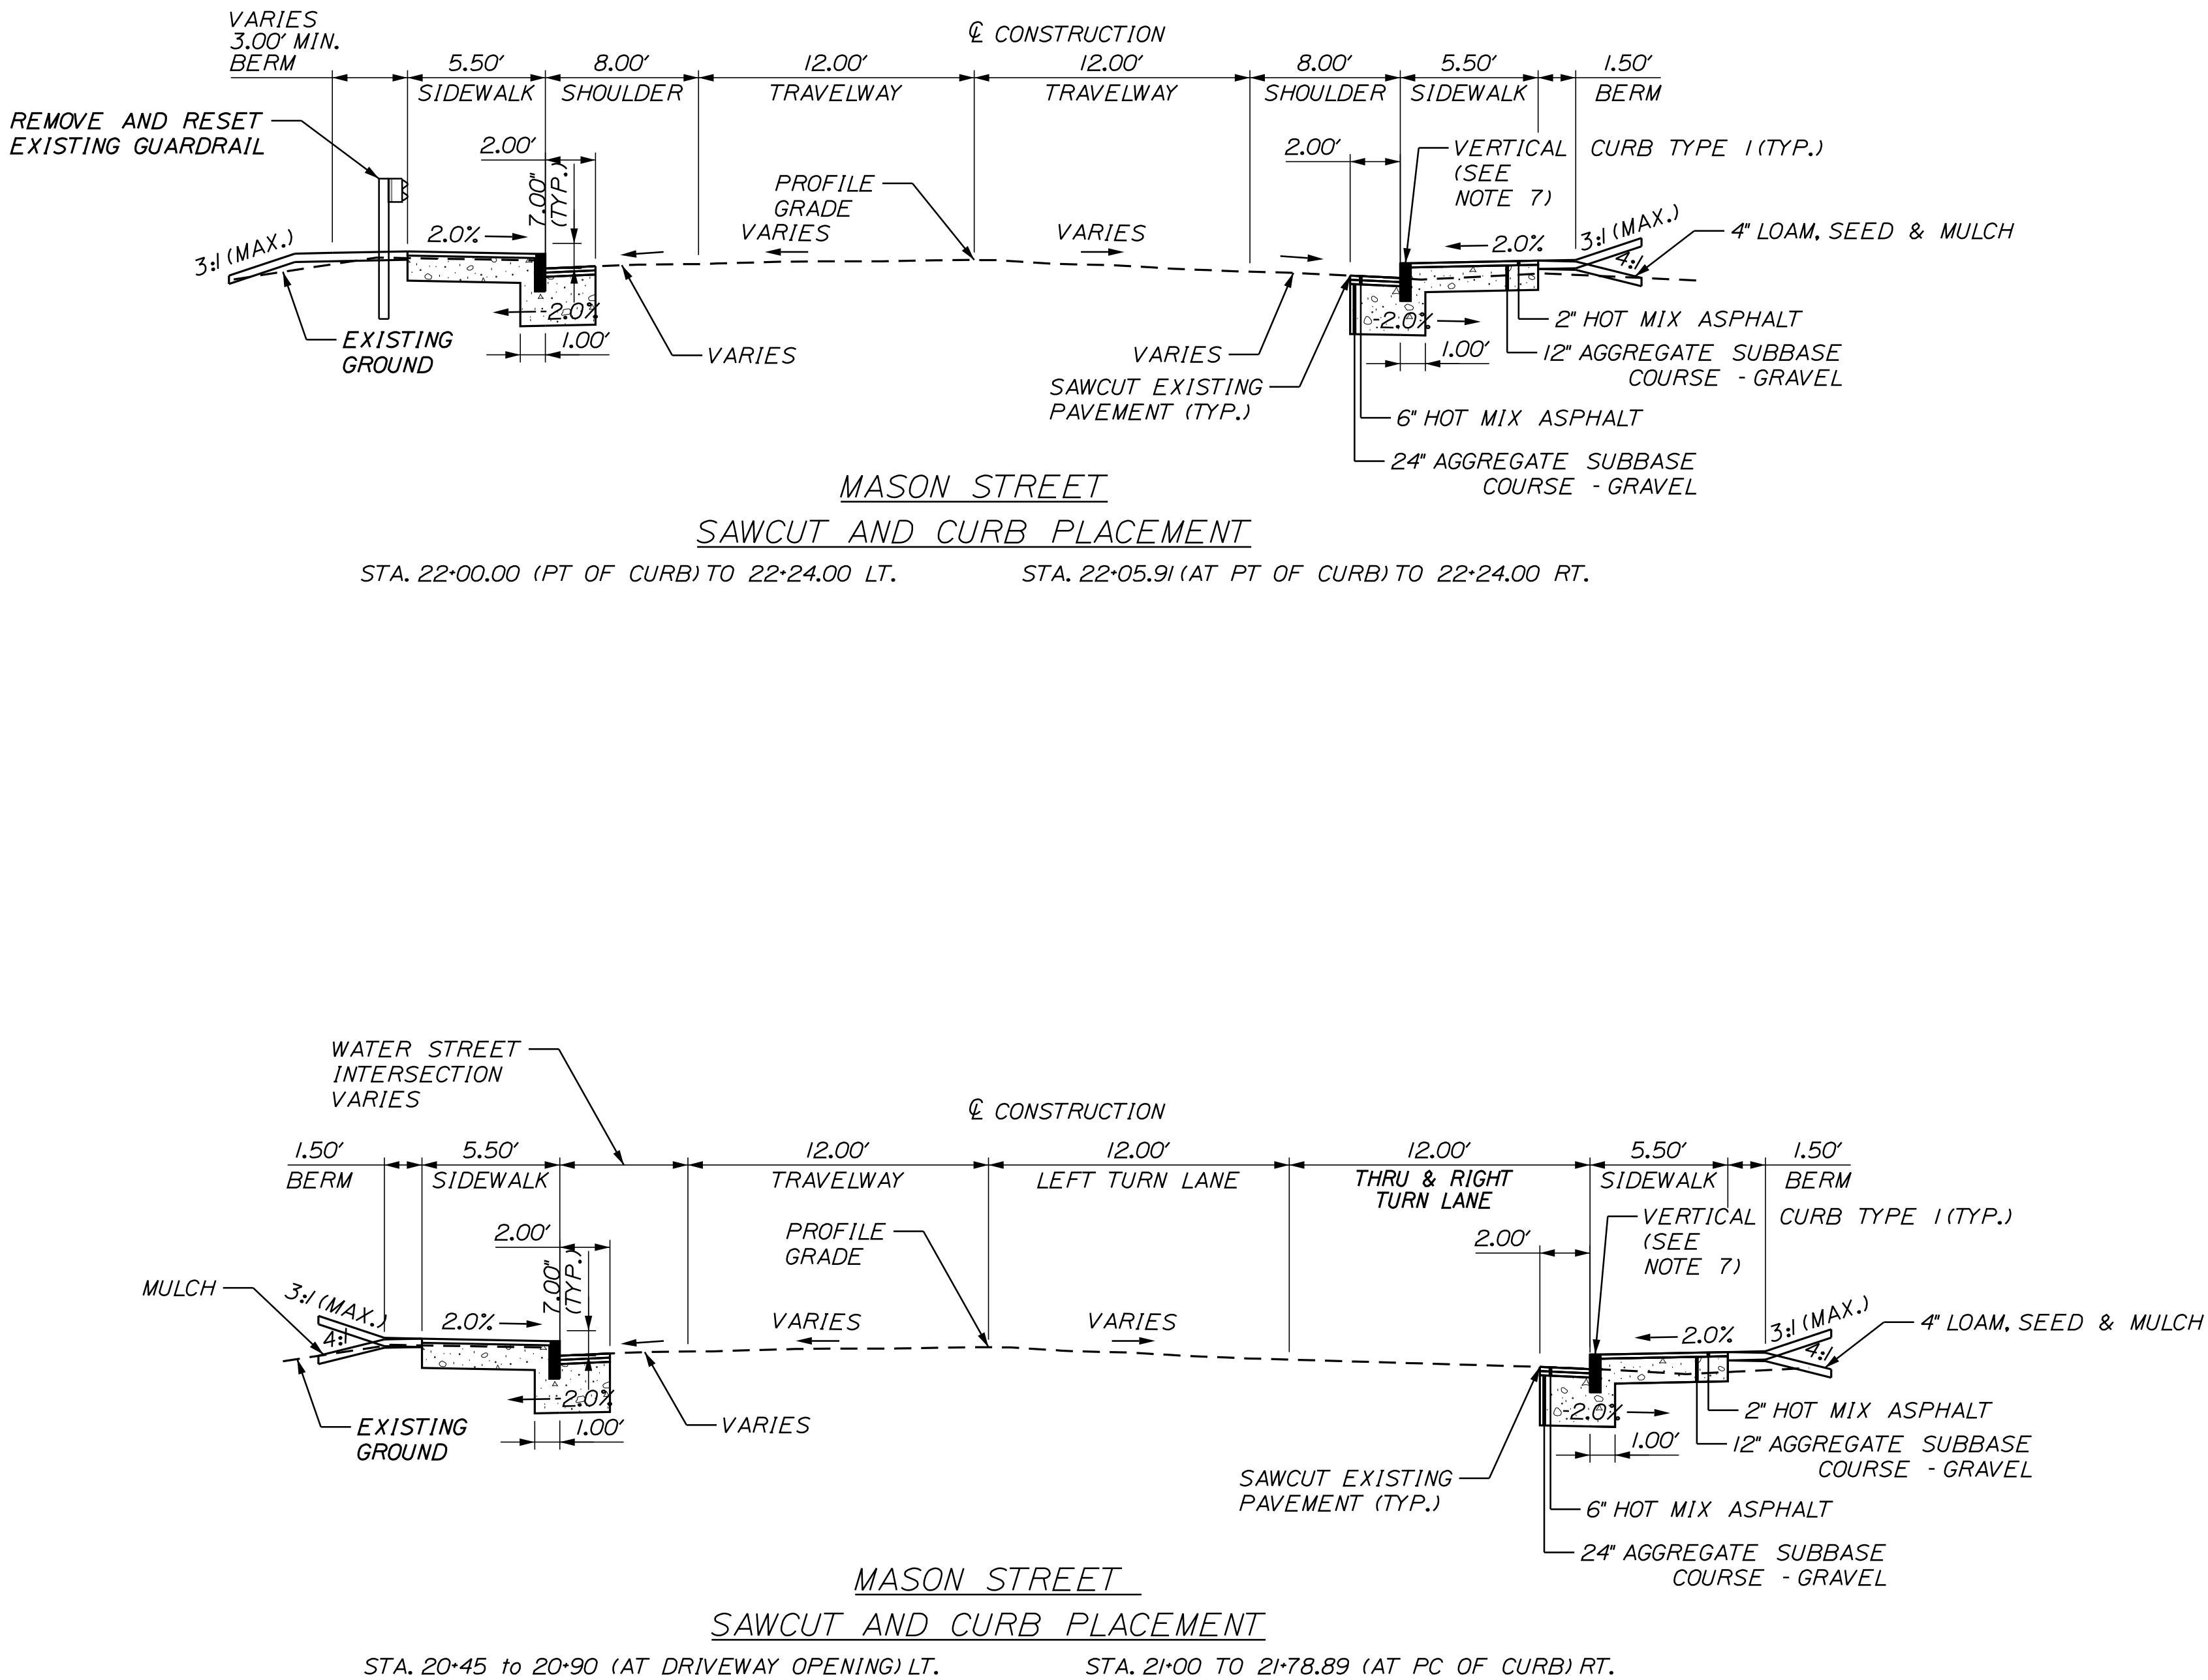 VARIES
3.00' MIN.
BERM
5.50'
SIDEWALK
8.00'
SHOULDER
12.00'
TRAVELWAY
℄ CONSTRUCTION
12.00'
TRAVELWAY
8.00'
SHOULDER
5.50'
SIDEWALK
1.50'
BERM
REMOVE AND RESET
EXISTING GUARDRAIL
2.00'
7.00"
(TYP.)
PROFILE
GRADE
VARIES
VARIES
2.00'
VERTICAL CURB TYPE 1 (TYP.)
(SEE
NOTE 7)
3:1 (MAX.)
2.0%
2.0%
3:1 (MAX.)
4:1
4" LOAM, SEED & MULCH
-2.0%
1.00'
EXISTING
GROUND
VARIES
VARIES
-2.0%
1.00'
2" HOT MIX ASPHALT
12" AGGREGATE SUBBASE
COURSE - GRAVEL
SAWCUT EXISTING
PAVEMENT (TYP.)
6" HOT MIX ASPHALT
24" AGGREGATE SUBBASE
COURSE - GRAVEL
MASON STREET
SAWCUT AND CURB PLACEMENT
STA. 22+00.00 (PT OF CURB) TO 22+24.00 LT.
STA. 22+05.91 (AT PT OF CURB) TO 22+24.00 RT.
WATER STREET
INTERSECTION
VARIES
℄ CONSTRUCTION
1.50'
BERM
5.50'
SIDEWALK
12.00'
TRAVELWAY
12.00'
LEFT TURN LANE
12.00'
THRU & RIGHT
TURN LANE
5.50'
SIDEWALK
1.50'
BERM
2.00'
7.00"
(TYP.)
PROFILE
GRADE
2.00'
VERTICAL CURB TYPE 1 (TYP.)
(SEE
NOTE 7)
MULCH
3:1 (MAX.)
4:1
2.0%
VARIES
VARIES
2.0%
3:1 (MAX.)
4:1
4" LOAM, SEED & MULCH
-2.0%
1.00'
EXISTING
GROUND
VARIES
-2.0%
1.00'
2" HOT MIX ASPHALT
12" AGGREGATE SUBBASE
COURSE - GRAVEL
SAWCUT EXISTING
PAVEMENT (TYP.)
6" HOT MIX ASPHALT
24" AGGREGATE SUBBASE
COURSE - GRAVEL
MASON STREET
SAWCUT AND CURB PLACEMENT
STA. 20+45 to 20+90 (AT DRIVEWAY OPENING) LT.
STA. 21+00 TO 21+78.89 (AT PC OF CURB) RT.